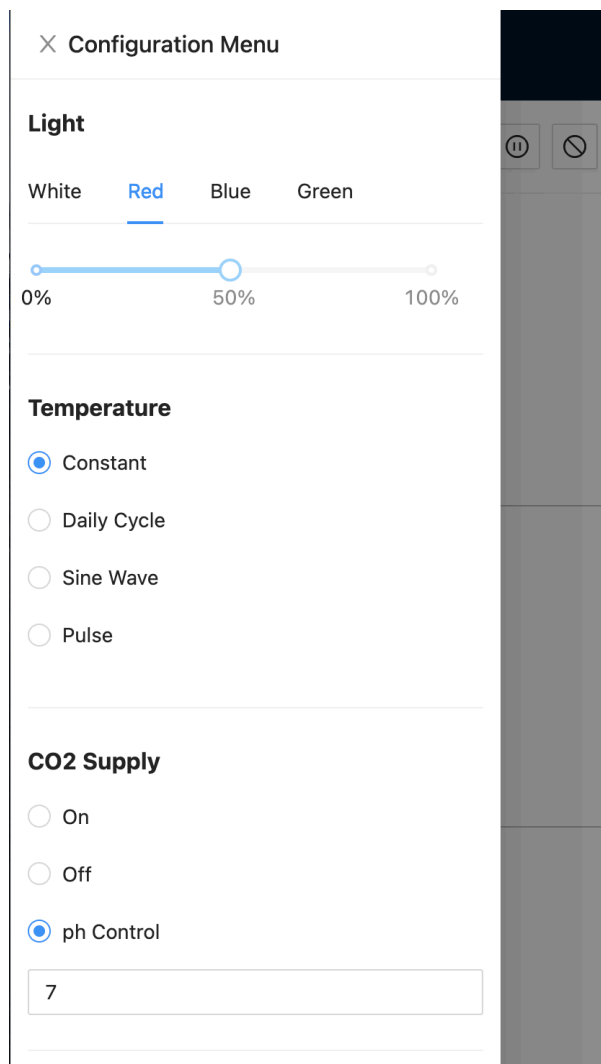 Configuration Menu
Light
White Red Blue Green
0% 50% 100%
Temperature
Constant
Daily Cycle
Sine Wave
Pulse
CO2 Supply
On
Off
ph Control
7